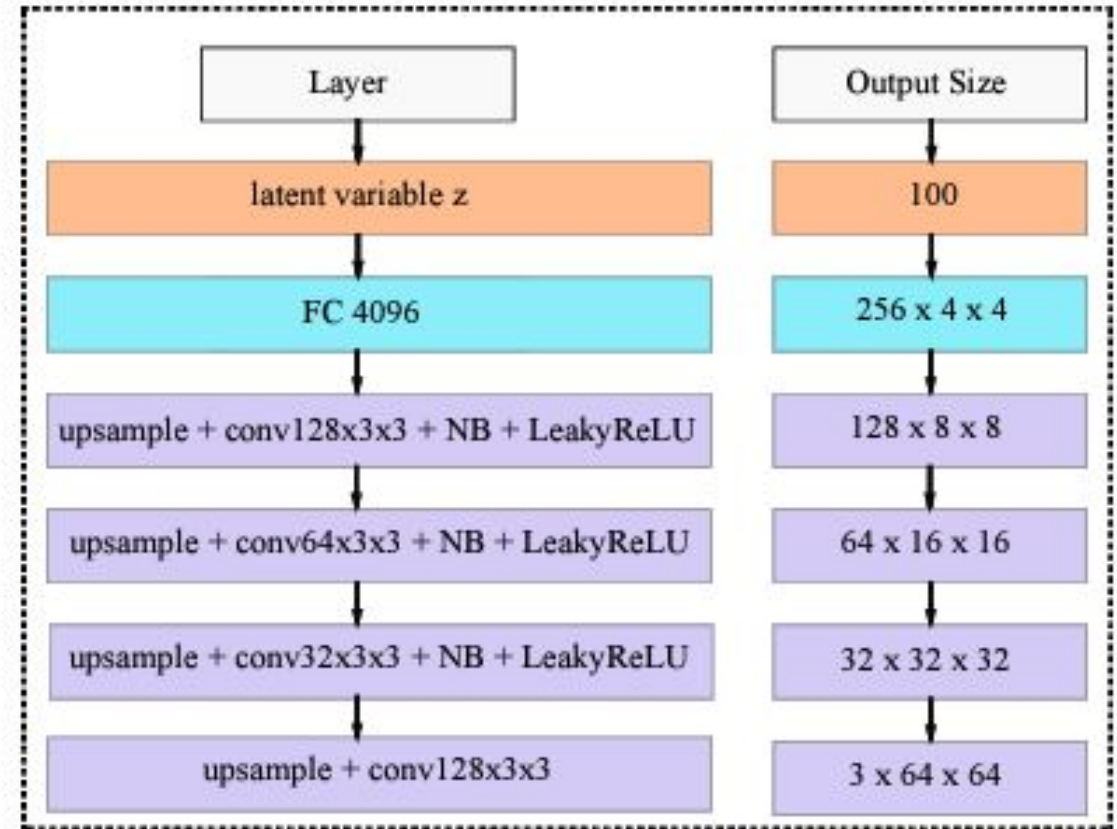 Layer
Output Size
latent variable z
100
FC 4096
256 x 4 x 4
upsample + conv128x3x3 + NB + LeakyReLU
128 x 8 x 8
upsample + conv64x3x3 + NB + LeakyReLU
64 x 16 x 16
upsample + conv32x3x3 + NB + LeakyReLU
32 x 32 x 32
upsample + conv128x3x3
3 x 64 x 64